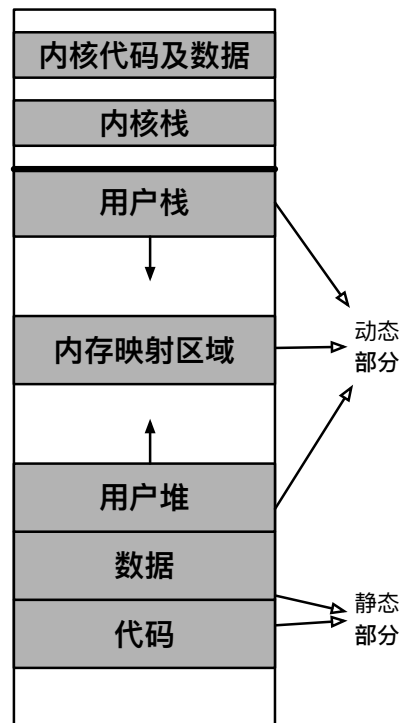 内核代码及数据
内核栈
用户栈
内存映射区域
动态
部分
用户堆
数据
代码
静态
部分